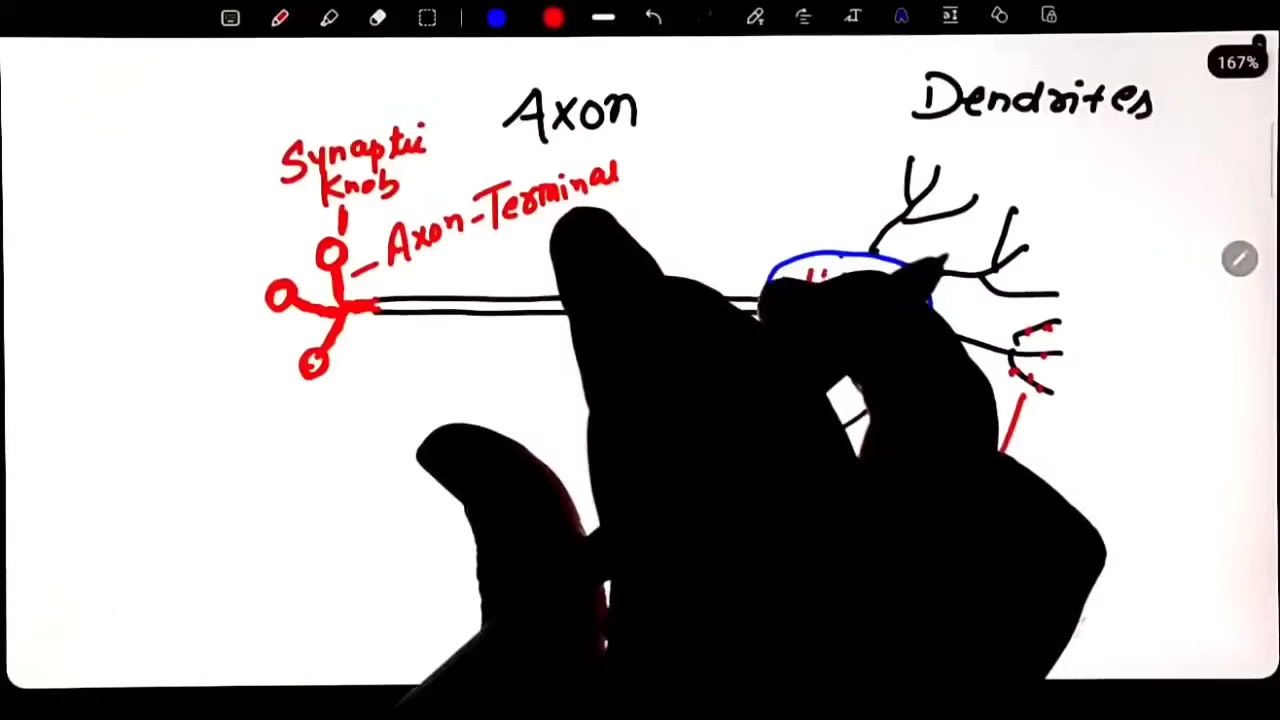 167%
Axon
Dendrites
Synaptic
Knob
Axon-Terminal